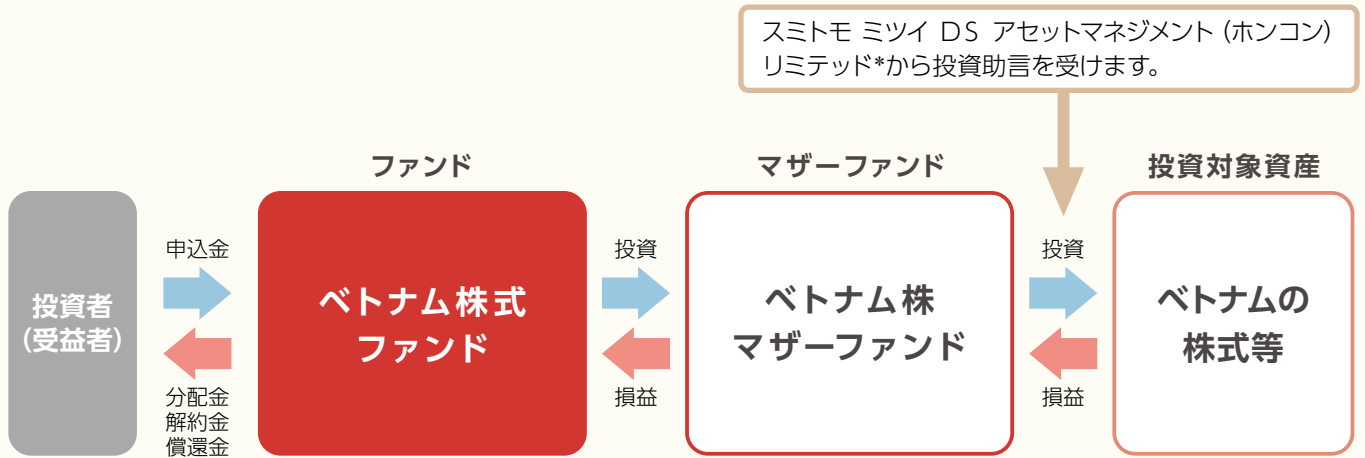 スミトモ ミツイ DS アセットマネジメント（ホンコン）
リミテッド*から投資助言を受けます。
ファンド
マザーファンド
投資対象資産
投資者
（受益者）
申込金
分配金
解約金
償還金
ベトナム株式
ファンド
投資
損益
ベトナム株
マザーファンド
投資
損益
ベトナムの
株式等